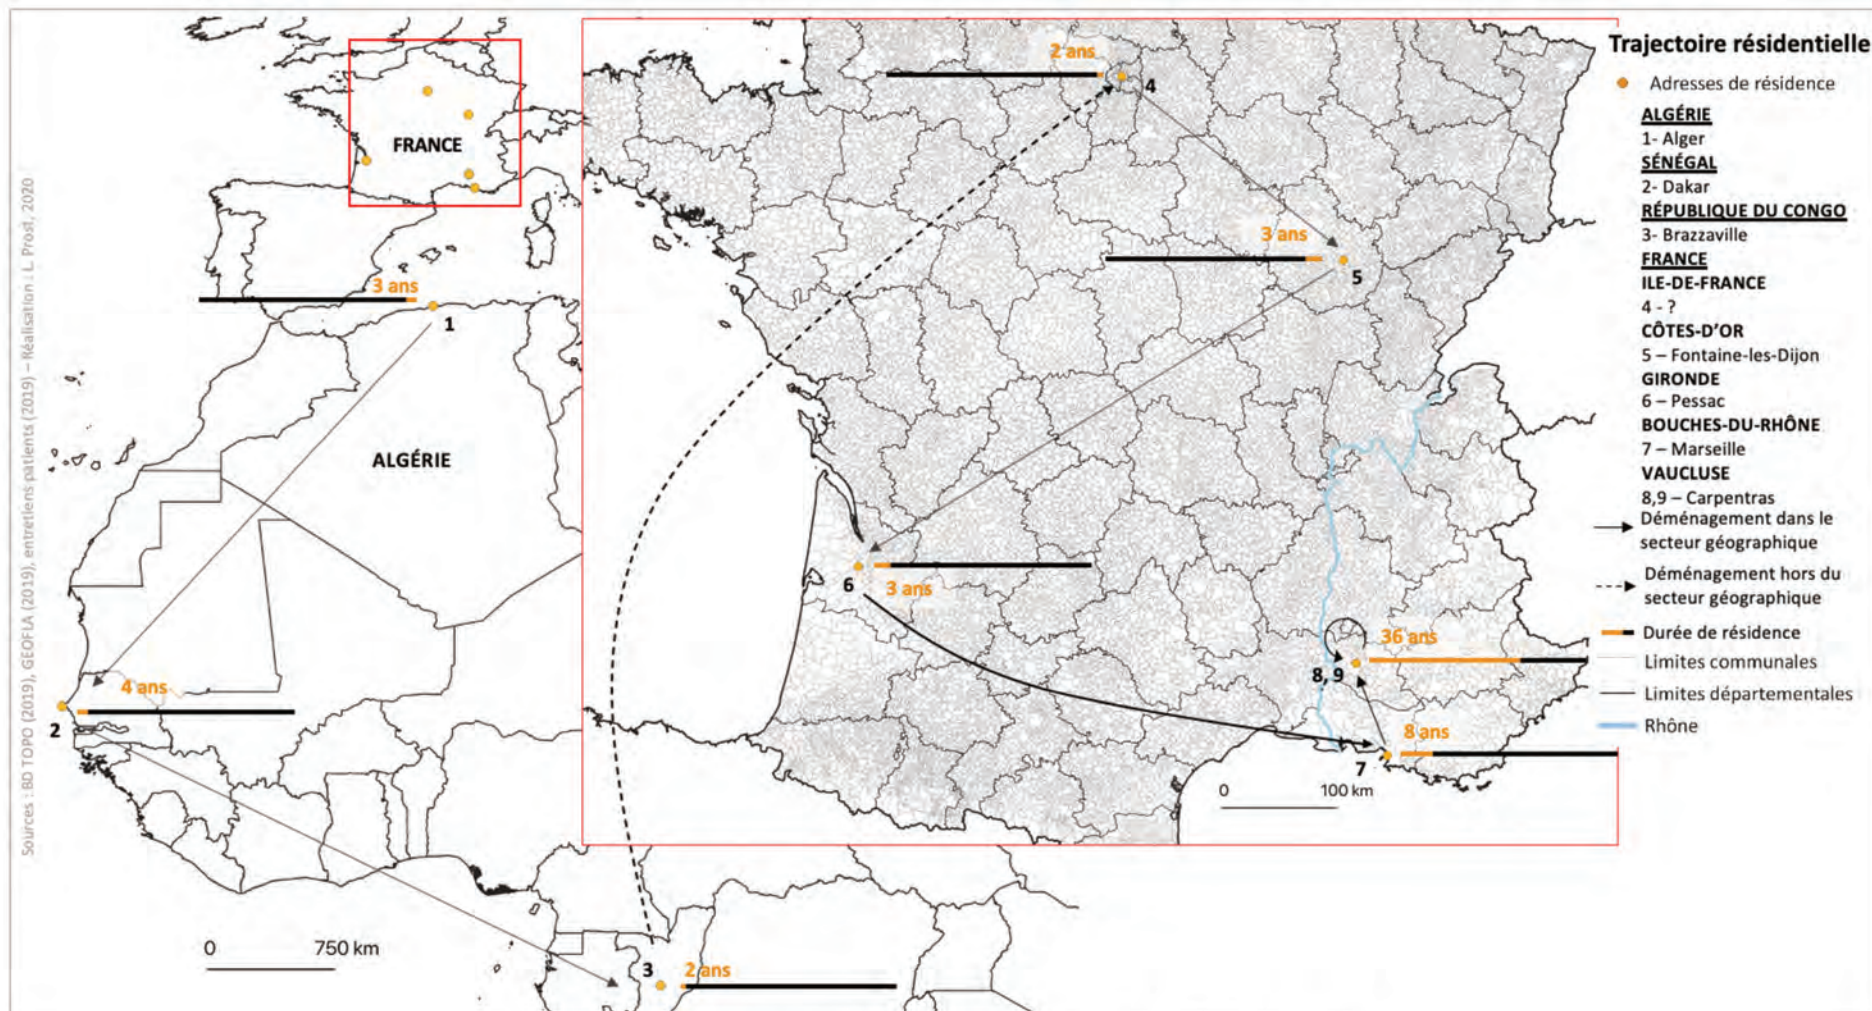 Sources : BD TOPO (2019), GEOFLA (2019), entretiens patients (2019) – Réalisation : L. Prost, 2020
FRANCE
3 ans
1
ALGÉRIE
4 ans
2
0 750 km
3
2 ans
2 ans
4
3 ans
5
6
3 ans
36 ans
8, 9
8 ans
7
0 100 km
Trajectoire résidentielle
Adresses de résidence
ALGÉRIE
1- Alger
SÉNÉGAL
2- Dakar
RÉPUBLIQUE DU CONGO
3- Brazzaville
FRANCE
ILE-DE-FRANCE
4 - ?
CÔTES-D'OR
5 – Fontaine-les-Dijon
GIRONDE
6 – Pessac
BOUCHES-DU-RHÔNE
7 – Marseille
VAUCLUSE
8,9 – Carpentras
Déménagement dans le
secteur géographique
Déménagement hors du
secteur géographique
Durée de résidence
Limites communales
Limites départementales
Rhône